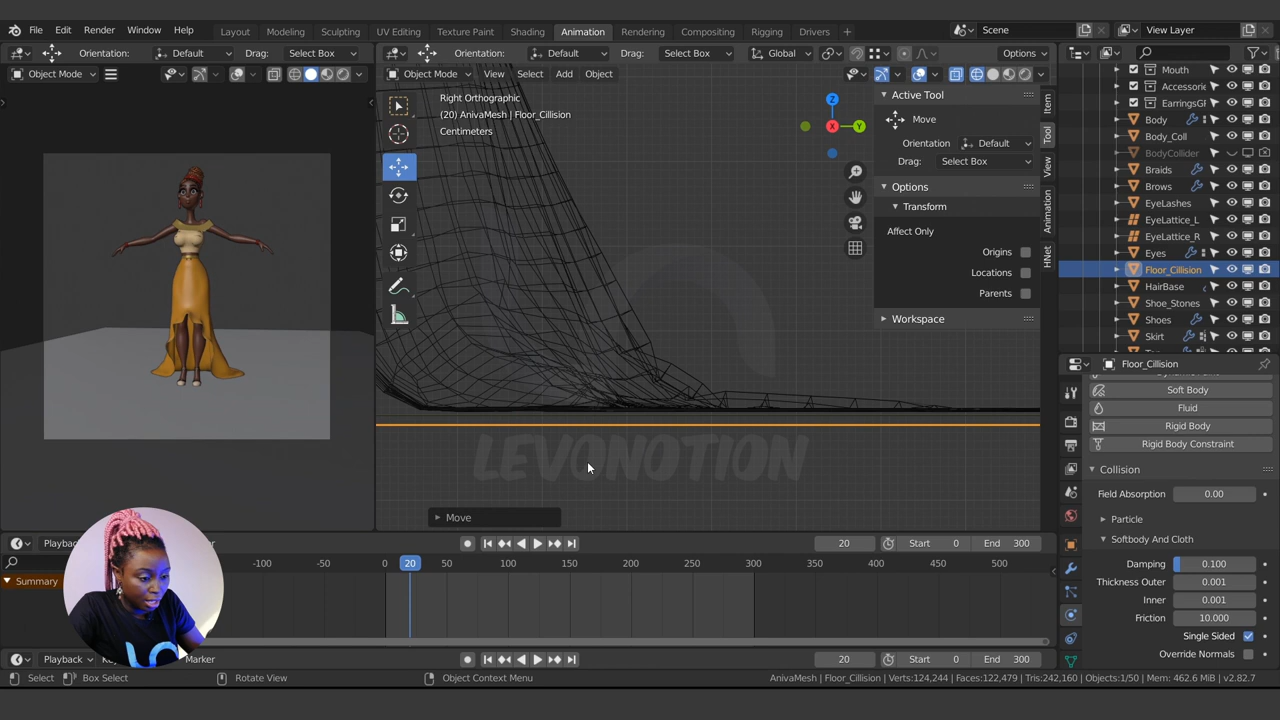 File Edit Render Window Help Layout Modeling Sculpting UV Editing Texture Paint Shading Animation Rendering Compositing Rigging Drivers + Scene View Layer
Orientation: Default Drag: Select Box
Orientation: Default Drag: Select Box Global Options
Object Mode
Object Mode View Select Add Object
Right Orthographic
(20) AnivaMesh | Floor_Cillision
Centimeters
Z
X
Y
Active Tool
Move
Orientation Default
Drag: Select Box
Options
Transform
Affect Only
Origins
Locations
Parents
Workspace
Item
Tool
View
Animation
HNet
Mouth
Accessorie
EarringsGR
Body
Body_Coll
BodyCollider
Braids
Brows
EyeLashes
EyeLattice_L
EyeLattice_R
Eyes
Floor_Cillision
HairBase
Shoe_Stones
Shoes
Skirt
Floor_Cillision
Soft Body
Fluid
Rigid Body
Rigid Body Constraint
Collision
Field Absorption 0.00
Particle
Softbody And Cloth
Damping 0.100
Thickness Outer 0.001
Inner 0.001
Friction 10.000
Single Sided
Override Normals
LEVONOTION
Move
Playback 20 Start 0 End 300
-100 -50 0 20 50 100 150 200 250 300 350 400 450 500
Summary
Playback Marker 20 Start 0 End 300
Select Box Select Rotate View Object Context Menu
AnivaMesh | Floor_Cillision | Verts:124,244 | Faces:122,479 | Tris:242,160 | Objects:1/50 | Mem: 462.6 MiB | v2.82.7